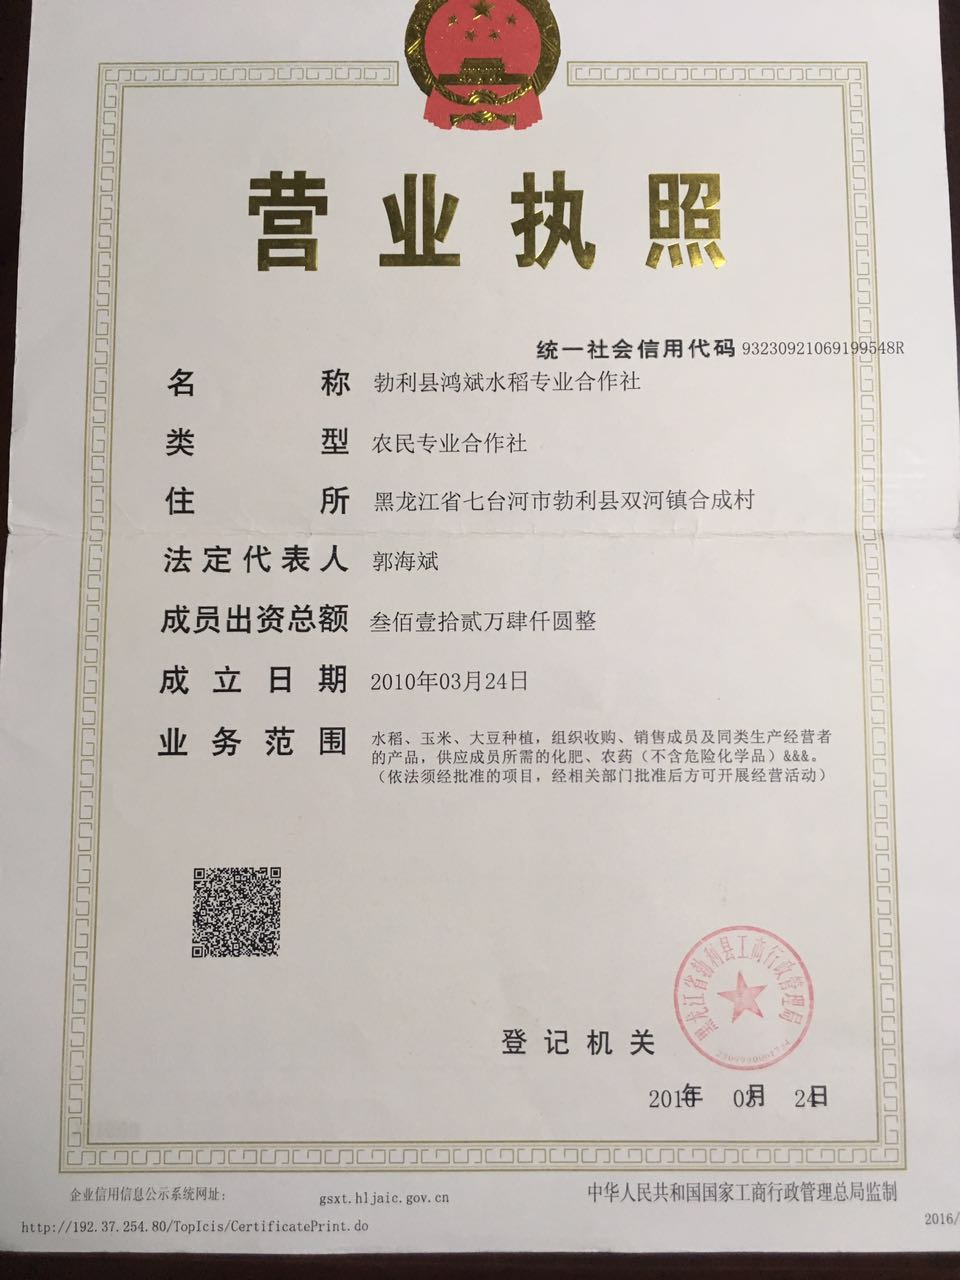 营业执照
统一社会信用代码 93230921069199548R
名称 勃利县鸿斌水稻专业合作社
类型 农民专业合作社
住所 黑龙江省七台河市勃利县双河镇合成村
法定代表人 郭海斌
成员出资总额 叁佰壹拾贰万肆仟圆整
成立日期 2010年03月24日
业务范围 水稻、玉米、大豆种植，组织收购、销售成员及同类生产经营者
的产品，供应成员所需的化肥、农药（不含危险化学品）&&&。
（依法须经批准的项目，经相关部门批准后方可开展经营活动）
黑龙江省勃利县工商行政管理局
登记机关
年 03月 24日
企业信用信息公示系统网址： gsxt.hljaic.gov.cn 中华人民共和国国家工商行政管理总局监制
http://192.37.254.80/TopIcis/CertificatePrint.do 2016/